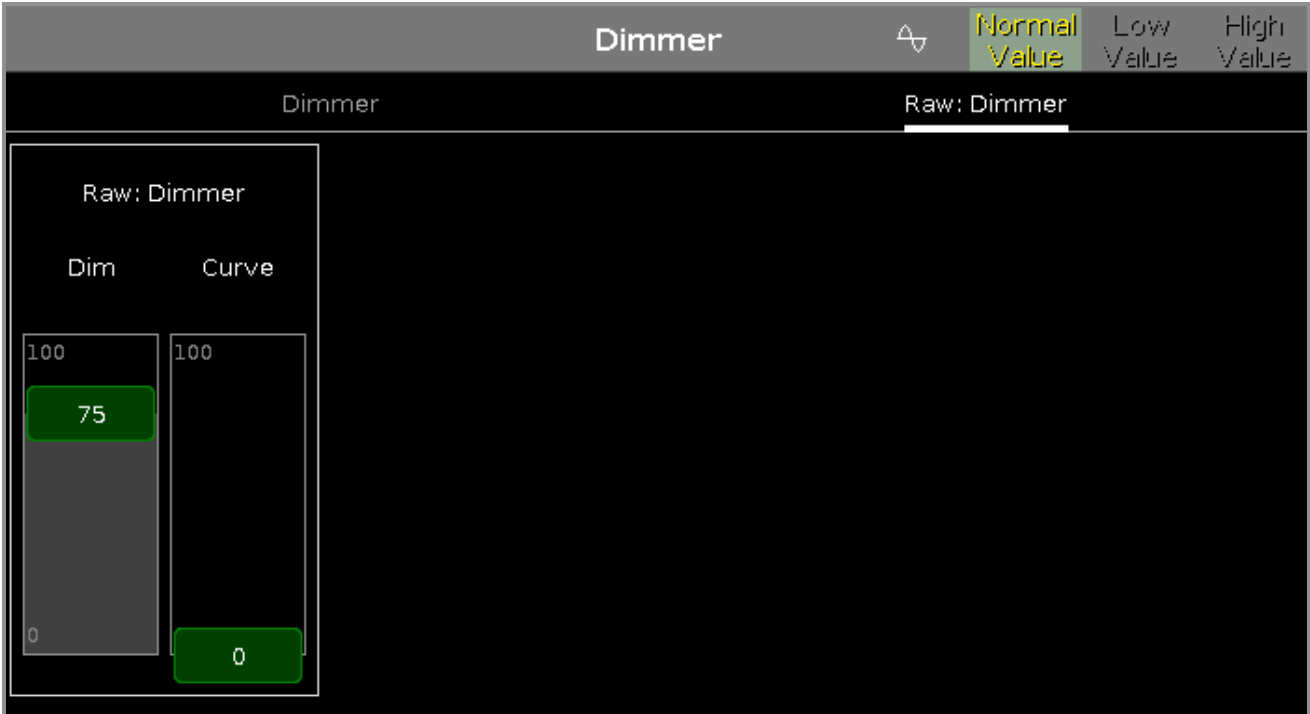 Dimmer
Normal Value
Low Value
High Value
Dimmer
Raw: Dimmer
Raw: Dimmer
Dim
Curve
100
100
75
0
0